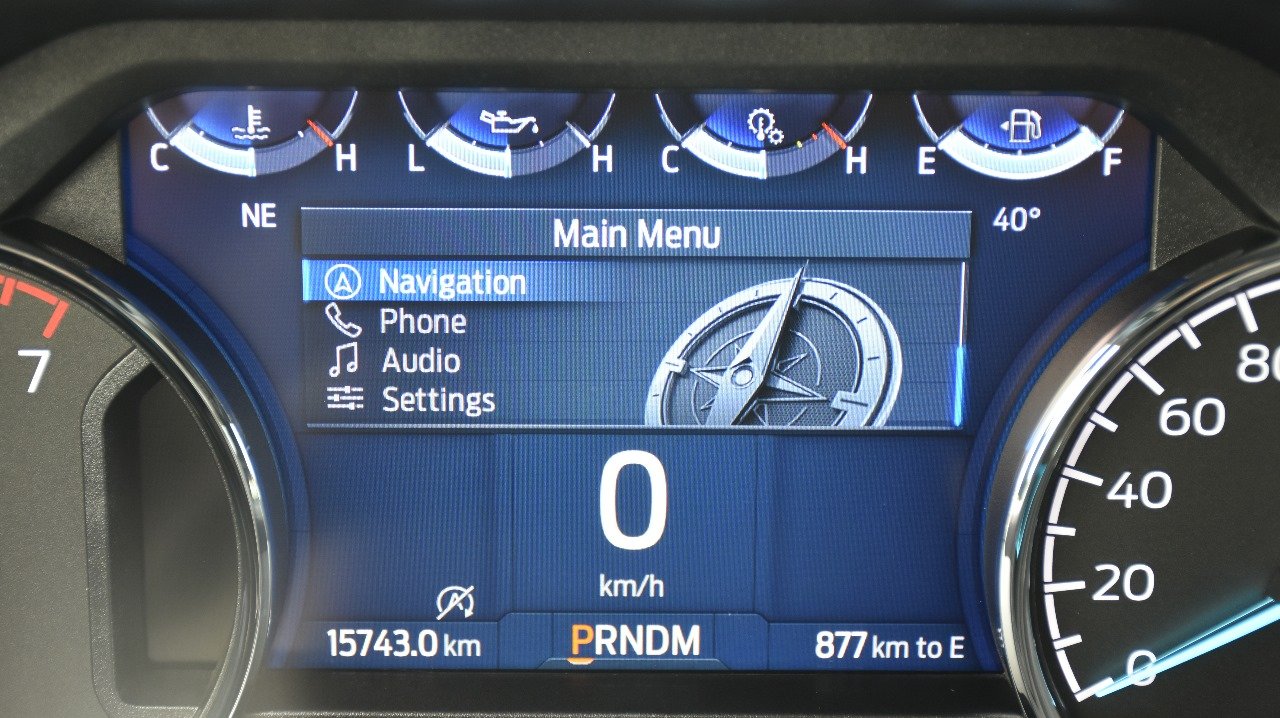 C H L H C H E F
NE Main Menu 40°
Navigation
Phone
Audio
Settings
7
80
60
40
20
0
0
km/h
15743.0 km PRNDM 877 km to E